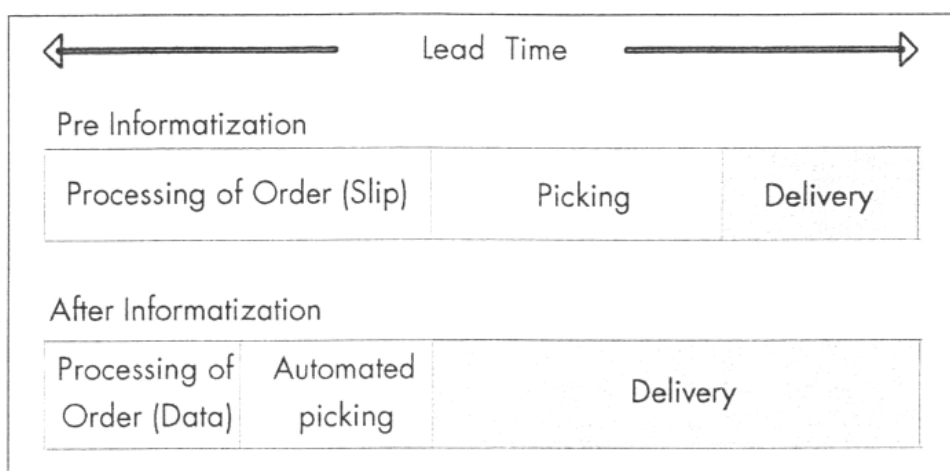 Lead Time
Pre Informatization
Processing of Order (Slip) Picking Delivery
After Informatization
Processing of Order (Data)
Automated picking
Delivery